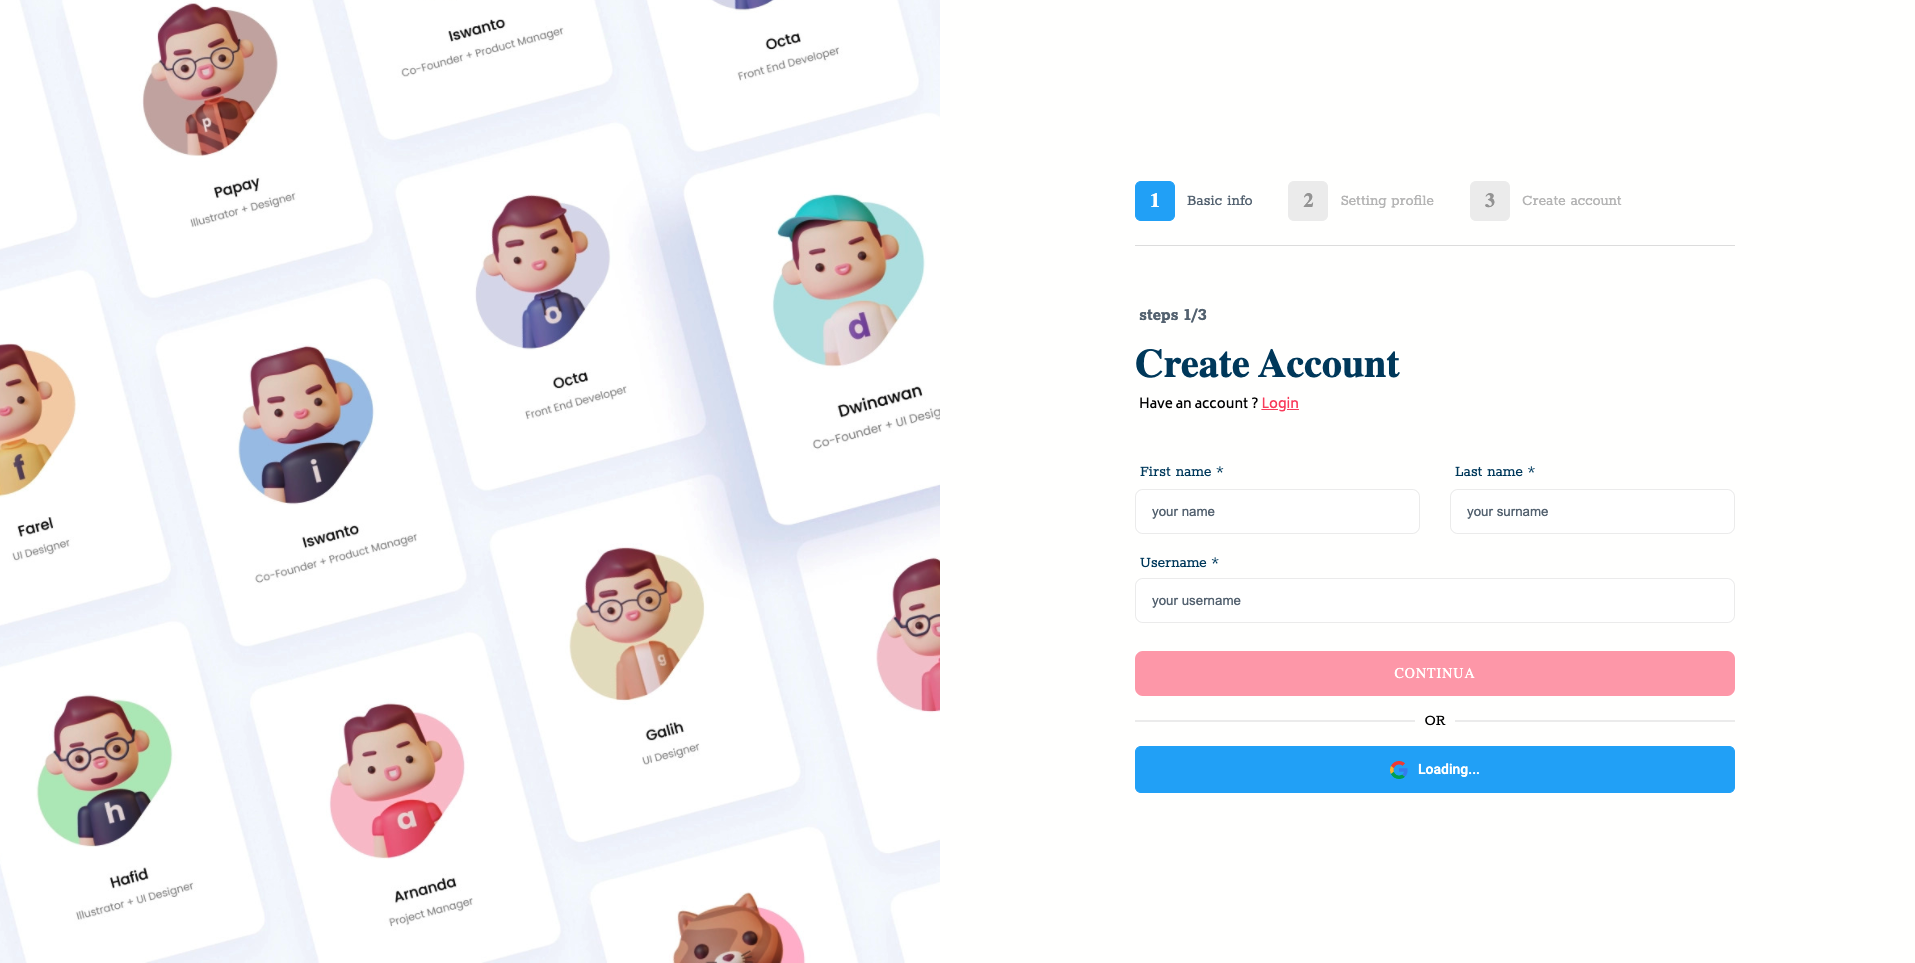 Iswanto
Co-Founder + Product Manager
Octa
Front End Developer
p
Papay
Illustrator + Designer
o
Octa
Front End Developer
d
Dwinawan
f
Farel
UI Designer
i
Iswanto
Co-Founder + Product Manager
Co-Founder + UI Desig
g
Galih
UI Designer
h
Hafid
Illustrator + UI Designer
a
Arnanda
Project Manager
1 Basic info 2 Setting profile 3 Create account
steps 1/3
Create Account
Have an account ? Login
First name * Last name *
your name your surname
Username *
your username
CONTINUA
OR
Loading...